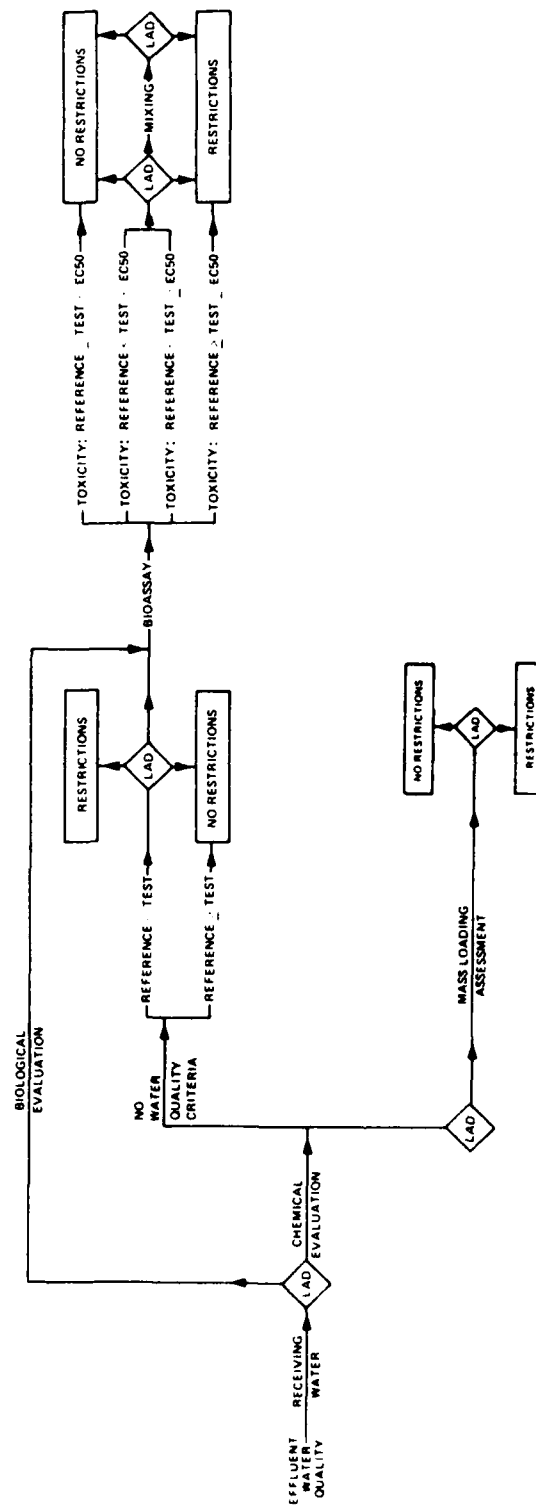 EFFLUENT
WATER
QUALITY
RECEIVING
WATER
LAD
BIOLOGICAL
EVALUATION
CHEMICAL
EVALUATION
NO
WATER
QUALITY
CRITERIA
REFERENCE TEST
REFERENCE > TEST
RESTRICTIONS
LAD
NO RESTRICTIONS
BIOASSAY
TOXICITY: REFERENCE _ TEST · EC50
TOXICITY: REFERENCE < TEST · EC50
TOXICITY: REFERENCE · TEST _ EC50
TOXICITY: REFERENCE > TEST _ EC50
NO RESTRICTIONS
LAD
MIXING
LAD
RESTRICTIONS
LAD
MASS LOADING
ASSESSMENT
NO RESTRICTIONS
LAD
RESTRICTIONS